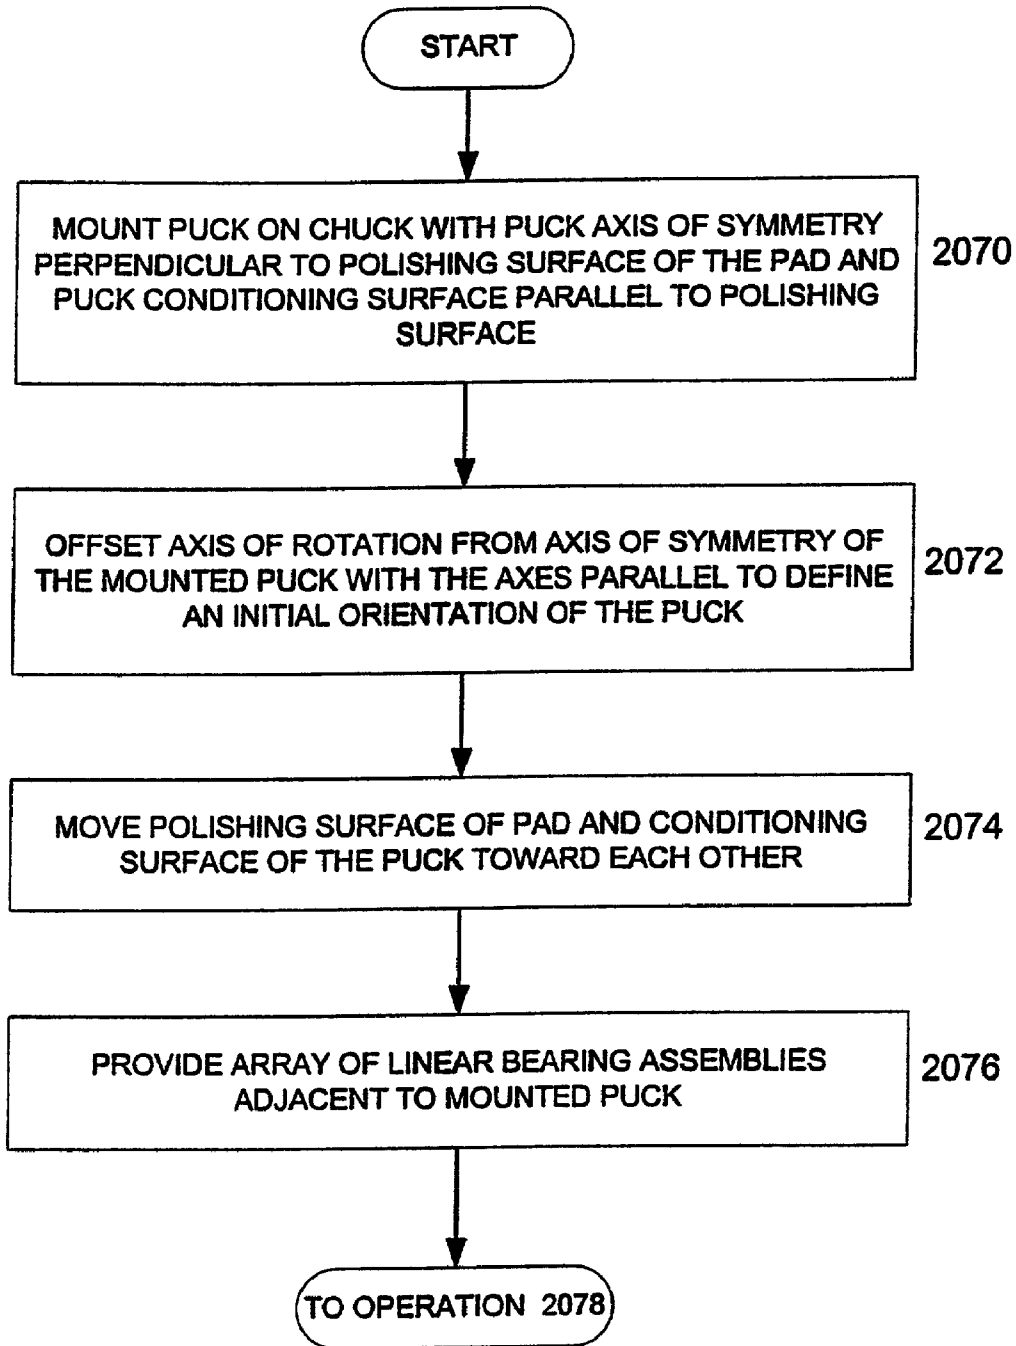 START
MOUNT PUCK ON CHUCK WITH PUCK AXIS OF SYMMETRY
PERPENDICULAR TO POLISHING SURFACE OF THE PAD AND
PUCK CONDITIONING SURFACE PARALLEL TO POLISHING
SURFACE
2070
OFFSET AXIS OF ROTATION FROM AXIS OF SYMMETRY OF
THE MOUNTED PUCK WITH THE AXES PARALLEL TO DEFINE
AN INITIAL ORIENTATION OF THE PUCK
2072
MOVE POLISHING SURFACE OF PAD AND CONDITIONING
SURFACE OF THE PUCK TOWARD EACH OTHER
2074
PROVIDE ARRAY OF LINEAR BEARING ASSEMBLIES
ADJACENT TO MOUNTED PUCK
2076
TO OPERATION 2078